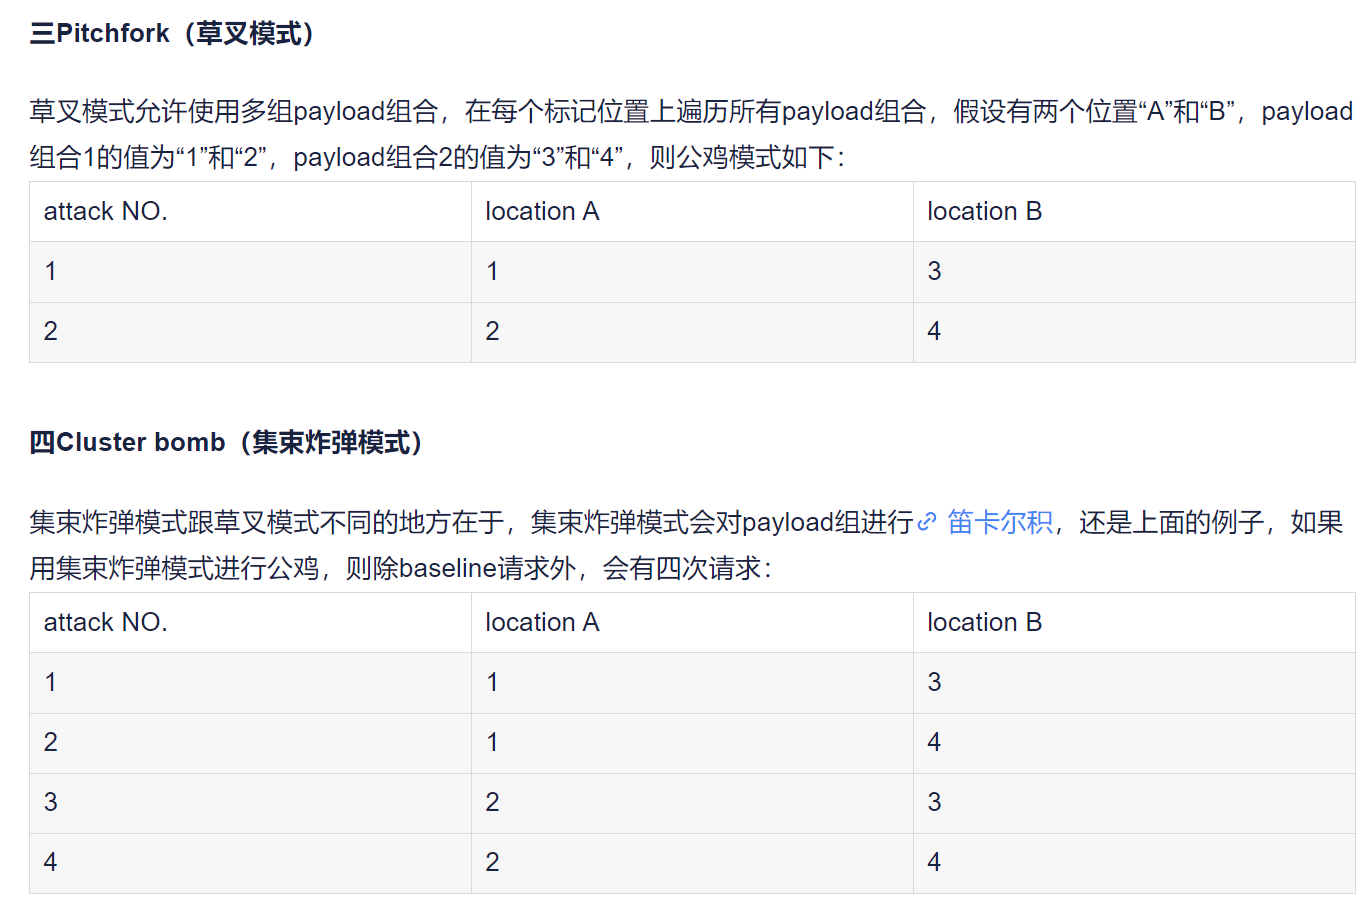 三Pitchfork（草叉模式）
草叉模式允许使用多组payload组合，在每个标记位置上遍历所有payload组合，假设有两个位置“A”和“B”，payload
组合1的值为“1”和“2”，payload组合2的值为“3”和“4”，则公鸡模式如下：
attack NO. location A location B
1 1 3
2 2 4
四Cluster bomb（集束炸弹模式）
集束炸弹模式跟草叉模式不同的地方在于，集束炸弹模式会对payload组进行 笛卡尔积，还是上面的例子，如果
用集束炸弹模式进行公鸡，则除baseline请求外，会有四次请求：
attack NO. location A location B
1 1 3
2 1 4
3 2 3
4 2 4